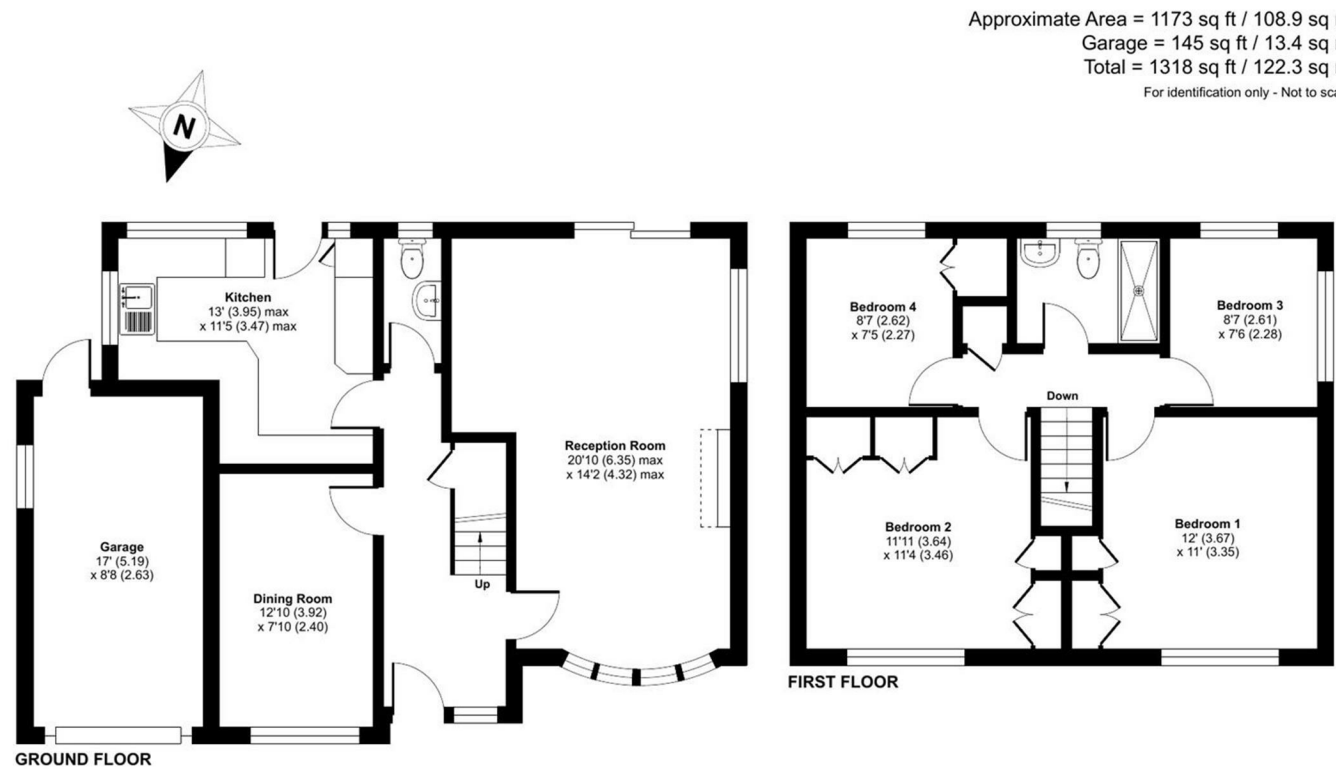 Approximate Area = 1173 sq ft / 108.9 sq
Garage = 145 sq ft / 13.4 sq
Total = 1318 sq ft / 122.3 sq
For identification only - Not to
N
Kitchen
13' (3.95) max
x 11'5 (3.47) max
Reception Room
20'10 (6.35) max
x 14'2 (4.32) max
Garage
17' (5.19)
x 8'8 (2.63)
Dining Room
12'10 (3.92)
x 7'10 (2.40)
Up
GROUND FLOOR
Bedroom 4
8'7 (2.62)
x 7'5 (2.27)
Bedroom 3
8'7 (2.61)
x 7'6 (2.28)
Down
Bedroom 2
11'11 (3.64)
x 11'4 (3.46)
Bedroom 1
12' (3.67)
x 11' (3.35)
FIRST FLOOR